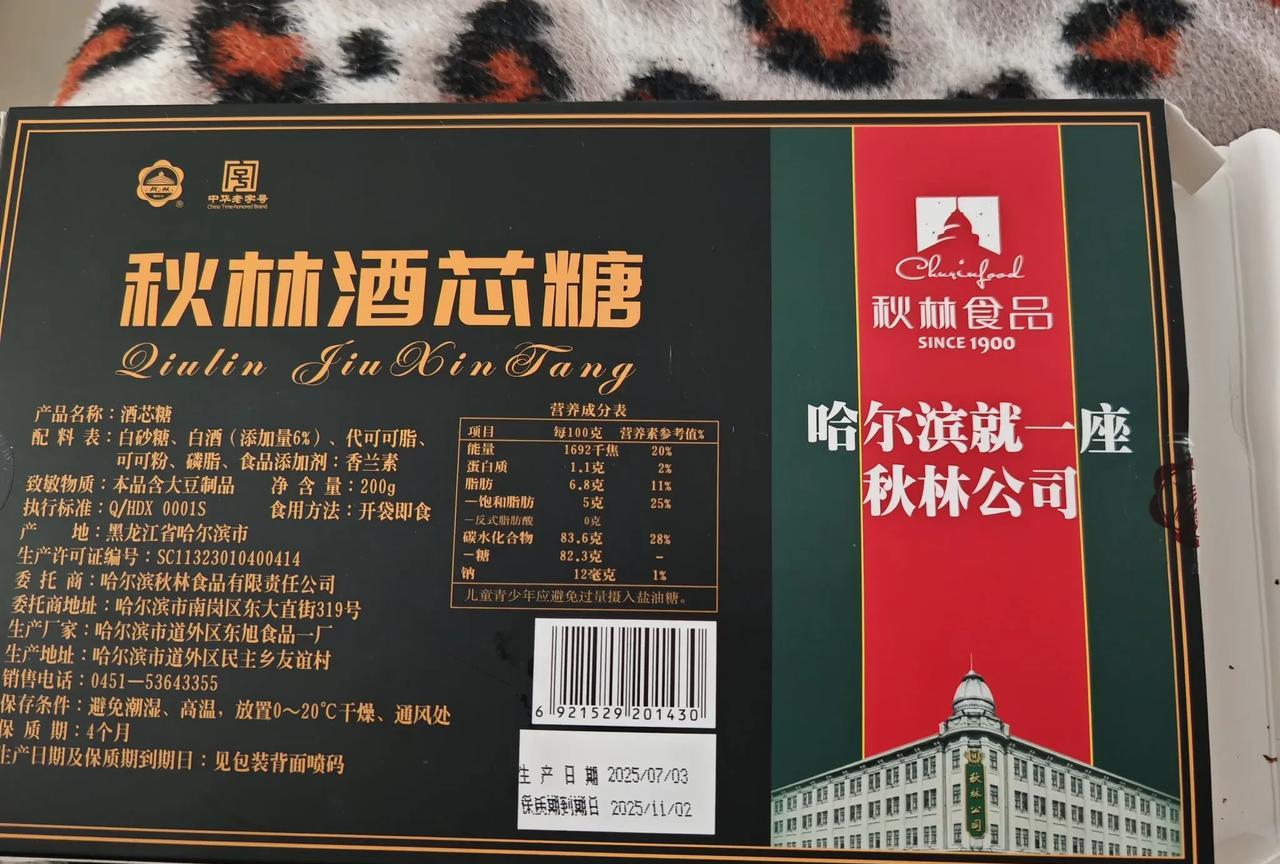 中华老字号
China Time-honored Brand
秋林酒芯糖
Qiulin JiuXinTang
产品名称：酒芯糖
配 料 表：白砂糖、白酒（添加量6%）、代可可脂、
可可粉、磷脂、食品添加剂：香兰素
致敏物质：本品含大豆制品 净 含 量：200g
执行标准：Q/HDX 0001S 食用方法：开袋即食
产 地：黑龙江省哈尔滨市
生产许可证编号：SC11323010400414
委 托 商：哈尔滨秋林食品有限责任公司
委托商地址：哈尔滨市南岗区东大直街319号
生产厂家：哈尔滨市道外区东旭食品一厂
生产地址：哈尔滨市道外区民主乡友谊村
销售电话：0451—53643355
保存条件：避免潮湿、高温，放置0～20℃干燥、通风处
保 质 期：4个月
生产日期及保质期到期日：见包装背面喷码
营养成分表
项目 每100克 营养素参考值%
能量 1692千焦 20%
蛋白质 1.1克 2%
脂肪 6.8克 11%
—饱和脂肪 5克 25%
—反式脂肪酸 0克
碳水化合物 83.6克 28%
—糖 82.3克 -
钠 12毫克 1%
儿童青少年应避免过量摄入盐油糖。
6 921529 201430
生产日期 2025/07/03
保质期到期日 2025/11/02
Churinfood
秋林食品
SINCE 1900
哈尔滨就一座
秋林公司
秋林公司